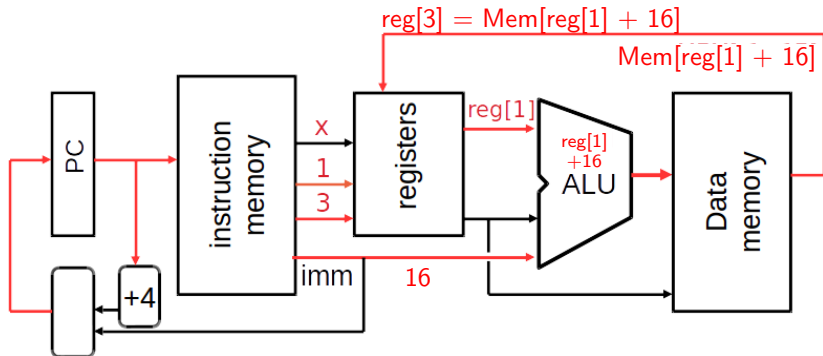 reg[3] = Mem[reg[1] + 16]
Mem[reg[1] + 16]
PC
instruction
memory
x
1
3
imm
registers
reg[1]
reg[1]
+16
ALU
16
Data
memory
+4